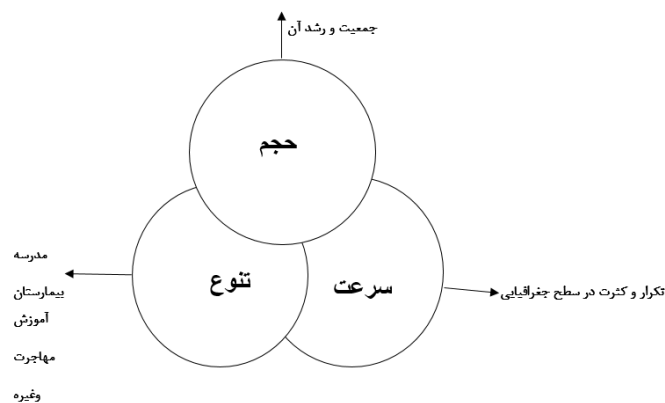 جمعیت و رشد آن
حجم
تنوع
سرعت
تکرار و کثرت در سطح جغرافیایی
مدرسه
بیمارستان
آموزش
مهاجرت
وغیره